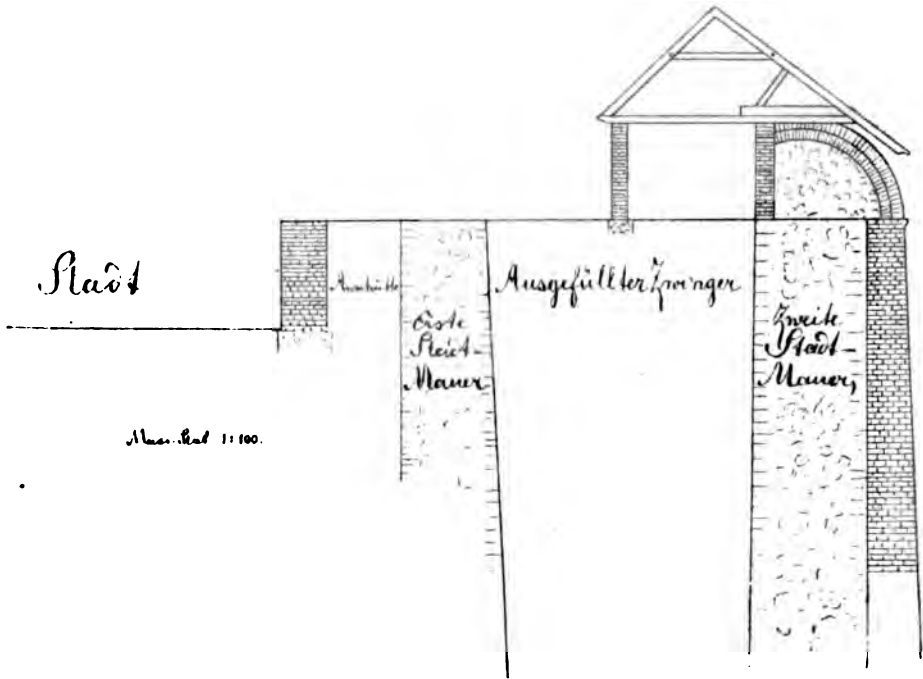 Stadt
Ausgefüllter Zwinger
Erste
Stadt-
Mauer
Zweite
Stadt-
Mauer,
1:100.